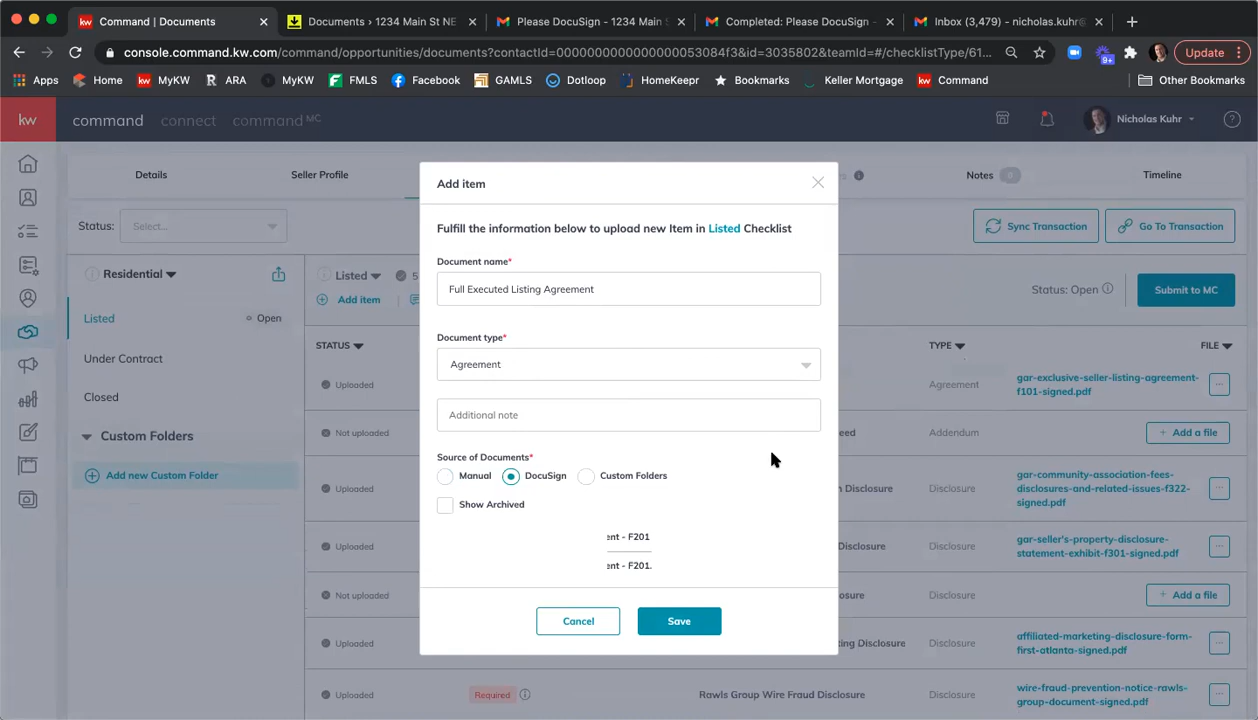 Command | Documents
Documents › 1234 Main St NE
Please DocuSign - 1234 Main
Completed: Please DocuSign -
Inbox (3,479) - nicholas.kuhr@
console.command.kw.com/command/opportunities/documents?contactId=0000000000000000053084f3&id=3035802&teamId=#/checklistType/61...
Update
Apps
Home
MyKW
ARA
MyKW
FMLS
Facebook
GAMLS
Dotloop
HomeKeepr
Bookmarks
Keller Mortgage
Command
Other Bookmarks
9+
kw
command
connect
command MC
Nicholas Kuhr
Details
Seller Profile
Notes 0
Timeline
Status:
Select...
Sync Transaction
Go To Transaction
Residential
Listed
Open
Under Contract
Closed
Custom Folders
Add new Custom Folder
Listed
5
Add item
Status: Open
Submit to MC
STATUS
TYPE
FILE
Uploaded
Agreement
gar-exclusive-seller-listing-agreement-
f101-signed.pdf
Not uploaded
eed
Addendum
+ Add a file
Uploaded
n Disclosure
Disclosure
gar-community-association-fees-
disclosures-and-related-issues-f322-
signed.pdf
Uploaded
Disclosure
Disclosure
gar-seller's-property-disclosure-
statement-exhibit-f301-signed.pdf
Not uploaded
osure
Disclosure
+ Add a file
Uploaded
ting Disclosure
Disclosure
affiliated-marketing-disclosure-form-
first-atlanta-signed.pdf
Uploaded
Required
Rawls Group Wire Fraud Disclosure
Disclosure
wire-fraud-prevention-notice-rawls-
group-document-signed.pdf
Add item
Fulfill the information below to upload new Item in Listed Checklist
Document name*
Full Executed Listing Agreement
Document type*
Agreement
Additional note
Source of Documents*
Manual
DocuSign
Custom Folders
Show Archived
ent - F201
ent - F201.
Cancel
Save